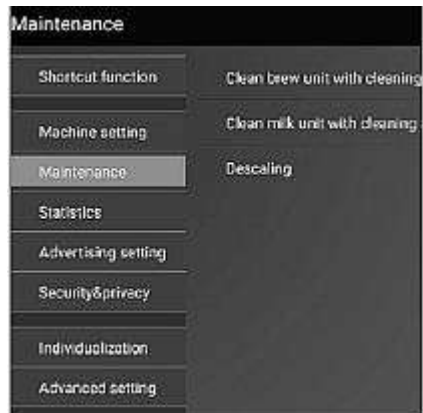 Maintenance
Shortcut function
Machine setting
Maintenance
Statistics
Advertising setting
Security&privacy
Individualization
Advanced setting
Clean brew unit with cleaning
Clean milk unit with cleaning
Descaling